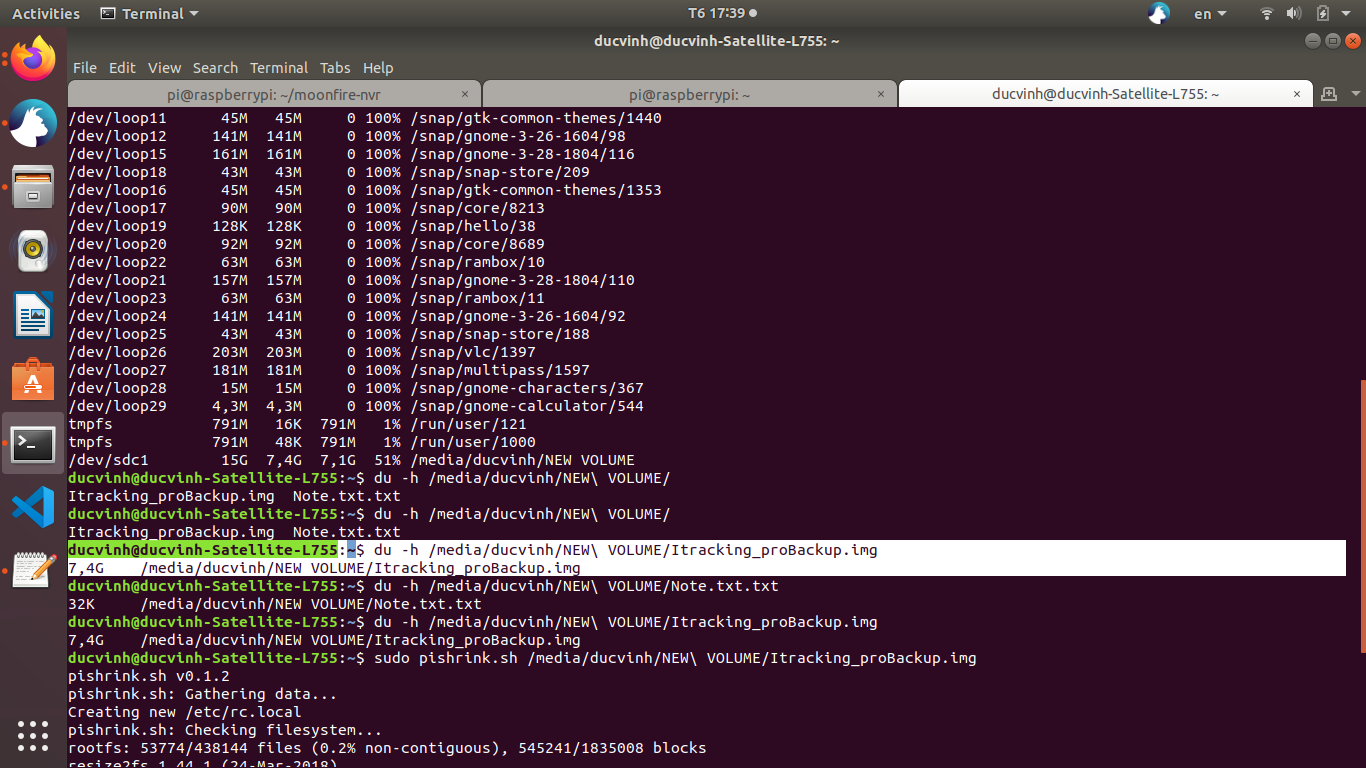 Activities Terminal T6 17:39 en
ducvinh@ducvinh-Satellite-L755: ~
File Edit View Search Terminal Tabs Help
pi@raspberrypi: ~/moonfire-nvr × pi@raspberrypi: ~ × ducvinh@ducvinh-Satellite-L755: ~ ×
/dev/loop11 45M 45M 0 100% /snap/gtk-common-themes/1440
/dev/loop12 141M 141M 0 100% /snap/gnome-3-26-1604/98
/dev/loop15 161M 161M 0 100% /snap/gnome-3-28-1804/116
/dev/loop18 43M 43M 0 100% /snap/snap-store/209
/dev/loop16 45M 45M 0 100% /snap/gtk-common-themes/1353
/dev/loop17 90M 90M 0 100% /snap/core/8213
/dev/loop19 128K 128K 0 100% /snap/hello/38
/dev/loop20 92M 92M 0 100% /snap/core/8689
/dev/loop22 63M 63M 0 100% /snap/rambox/10
/dev/loop21 157M 157M 0 100% /snap/gnome-3-28-1804/110
/dev/loop23 63M 63M 0 100% /snap/rambox/11
/dev/loop24 141M 141M 0 100% /snap/gnome-3-26-1604/92
/dev/loop25 43M 43M 0 100% /snap/snap-store/188
/dev/loop26 203M 203M 0 100% /snap/vlc/1397
/dev/loop27 181M 181M 0 100% /snap/multipass/1597
/dev/loop28 15M 15M 0 100% /snap/gnome-characters/367
/dev/loop29 4,3M 4,3M 0 100% /snap/gnome-calculator/544
tmpfs 791M 16K 791M 1% /run/user/121
tmpfs 791M 48K 791M 1% /run/user/1000
/dev/sdc1 15G 7,4G 7,1G 51% /media/ducvinh/NEW VOLUME
ducvinh@ducvinh-Satellite-L755:~$ du -h /media/ducvinh/NEW\ VOLUME/
Itracking_proBackup.img Note.txt.txt
ducvinh@ducvinh-Satellite-L755:~$ du -h /media/ducvinh/NEW\ VOLUME/
Itracking_proBackup.img Note.txt.txt
ducvinh@ducvinh-Satellite-L755:~$ du -h /media/ducvinh/NEW\ VOLUME/Itracking_proBackup.img
7,4G /media/ducvinh/NEW VOLUME/Itracking_proBackup.img
ducvinh@ducvinh-Satellite-L755:~$ du -h /media/ducvinh/NEW\ VOLUME/Note.txt.txt
32K /media/ducvinh/NEW VOLUME/Note.txt.txt
ducvinh@ducvinh-Satellite-L755:~$ du -h /media/ducvinh/NEW\ VOLUME/Itracking_proBackup.img
7,4G /media/ducvinh/NEW VOLUME/Itracking_proBackup.img
ducvinh@ducvinh-Satellite-L755:~$ sudo pishrink.sh /media/ducvinh/NEW\ VOLUME/Itracking_proBackup.img
pishrink.sh v0.1.2
pishrink.sh: Gathering data...
Creating new /etc/rc.local
pishrink.sh: Checking filesystem...
rootfs: 53774/438144 files (0.2% non-contiguous), 545241/1835008 blocks
resize2fs 1.44.1 (24-Mar-2018)